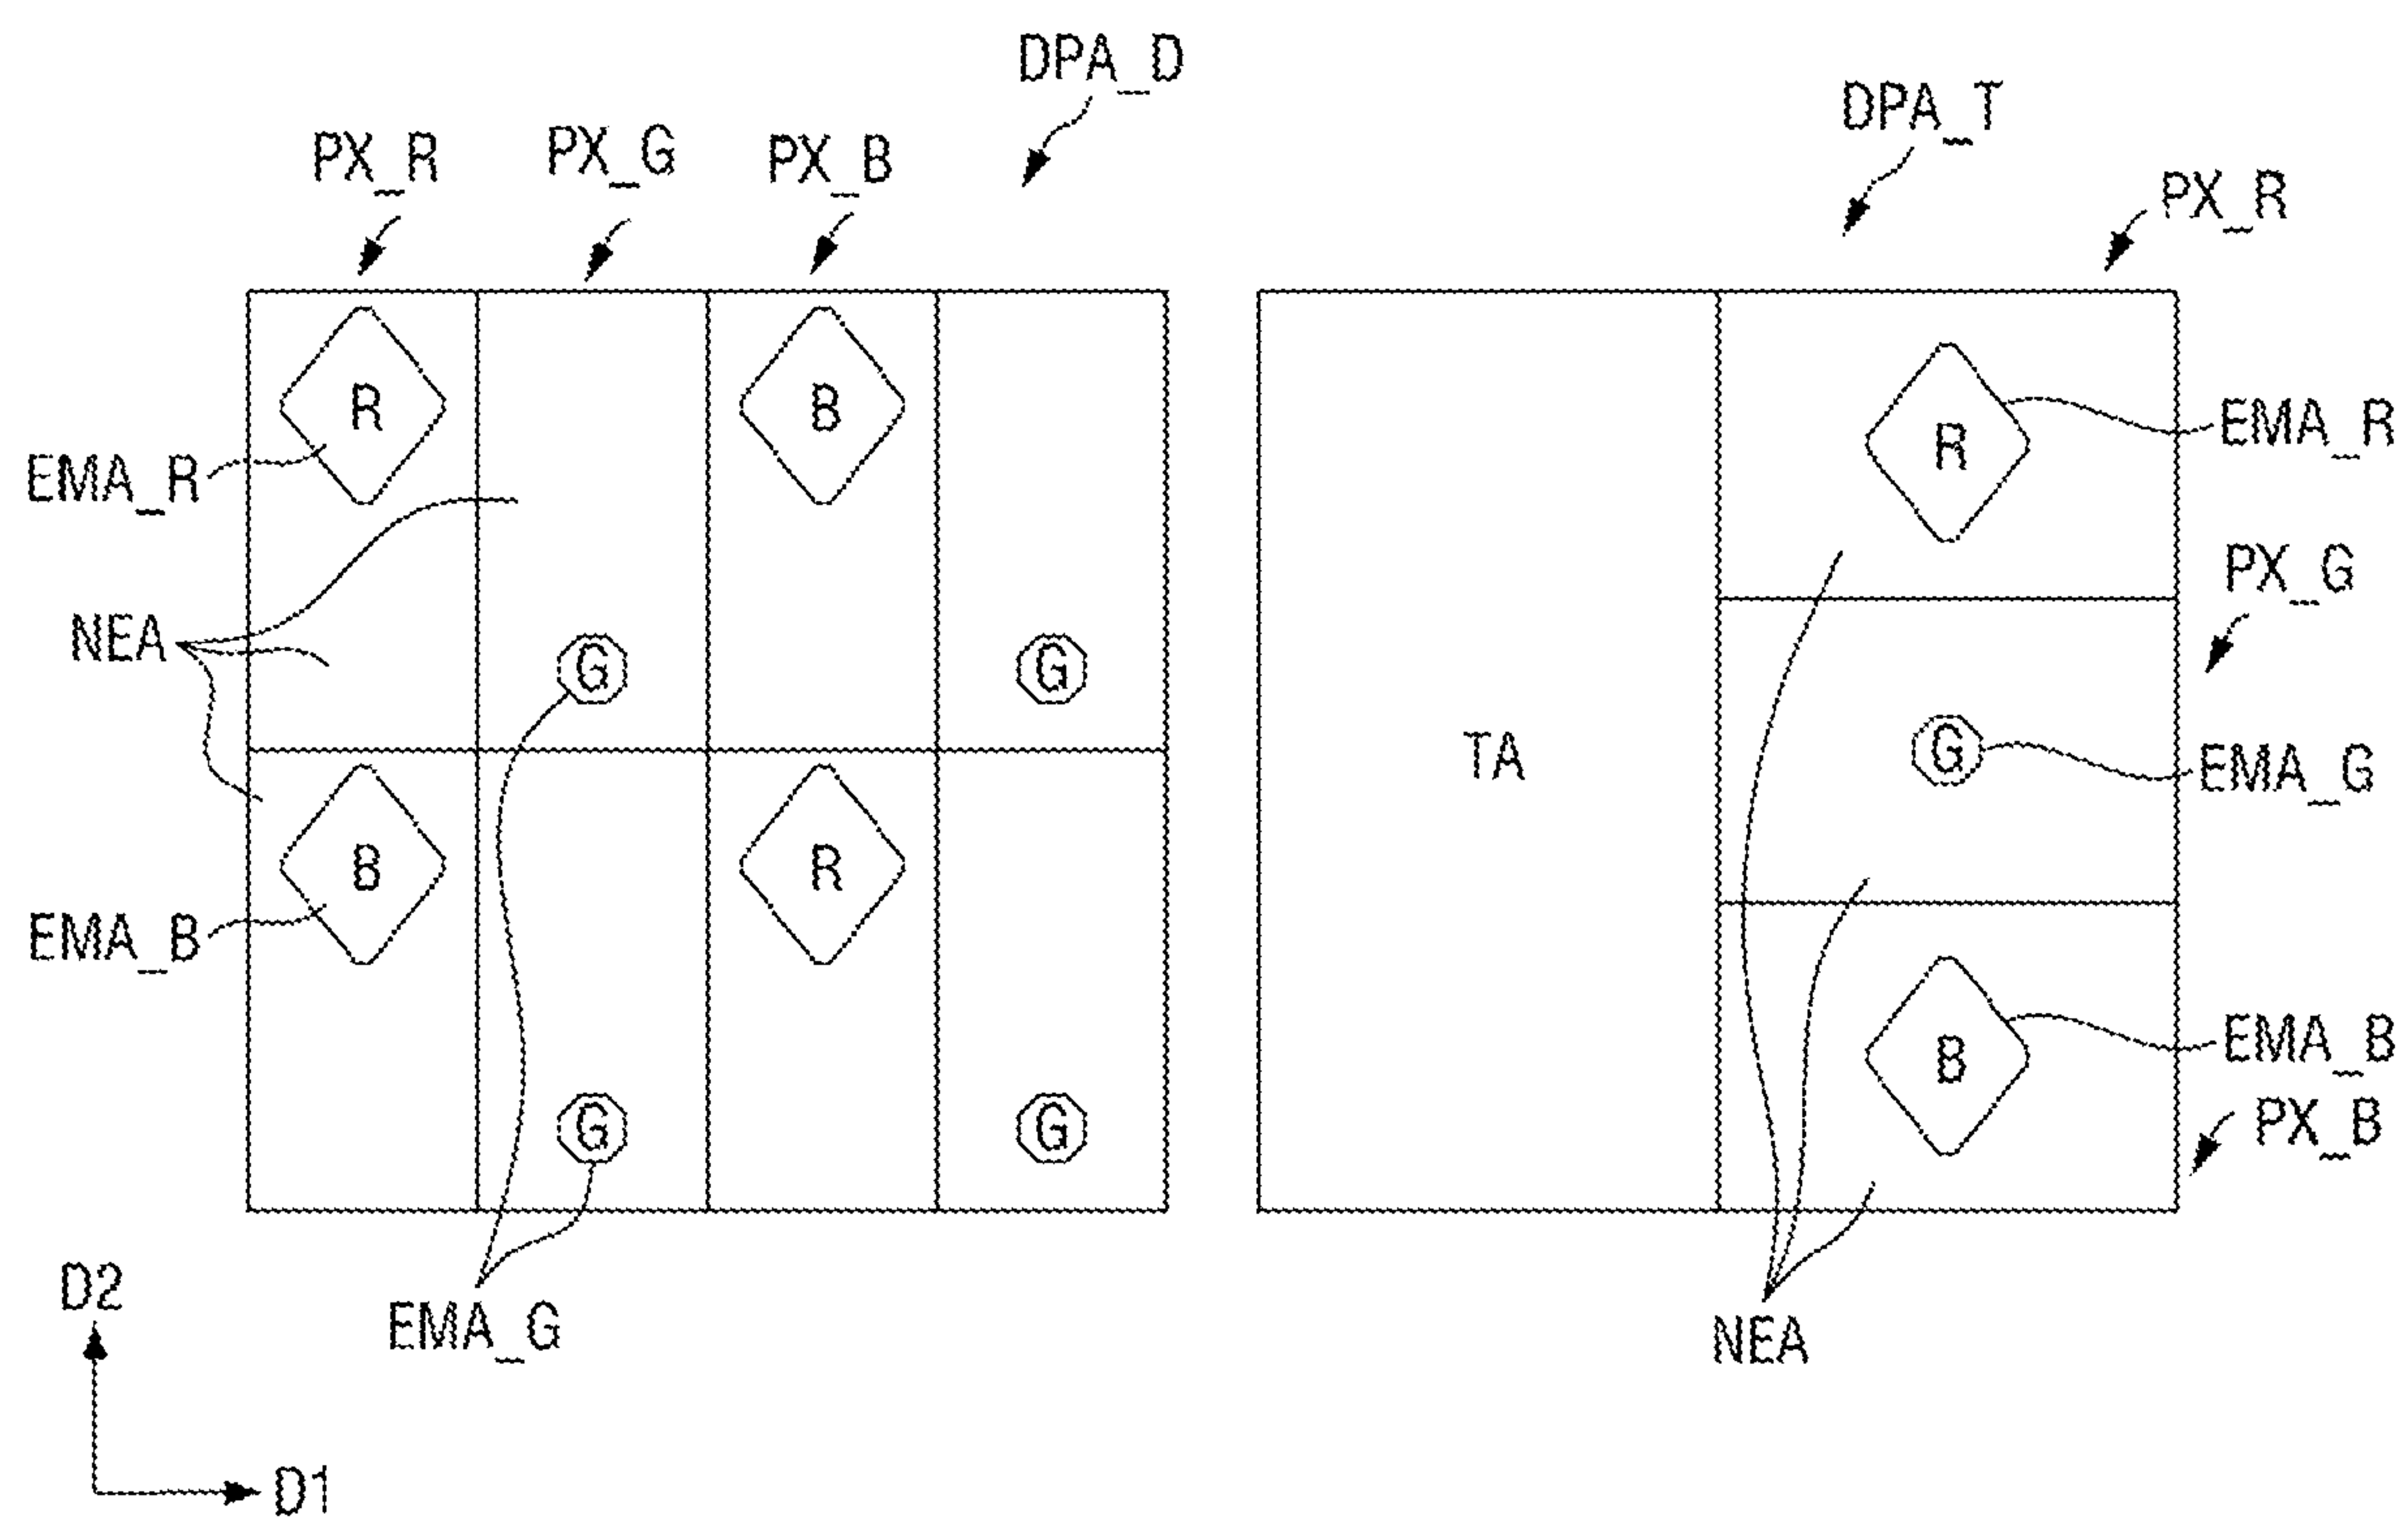 DPA_D
DPA_T
PX_R PX_G PX_B
PX_R
R B
R
EMA_R
EMA_R
NEA
PX_G
G G
TA
G
EMA_G
B R
EMA_B
B
EMA_B
G G
PX_B
EMA_G
NEA
D2
D1